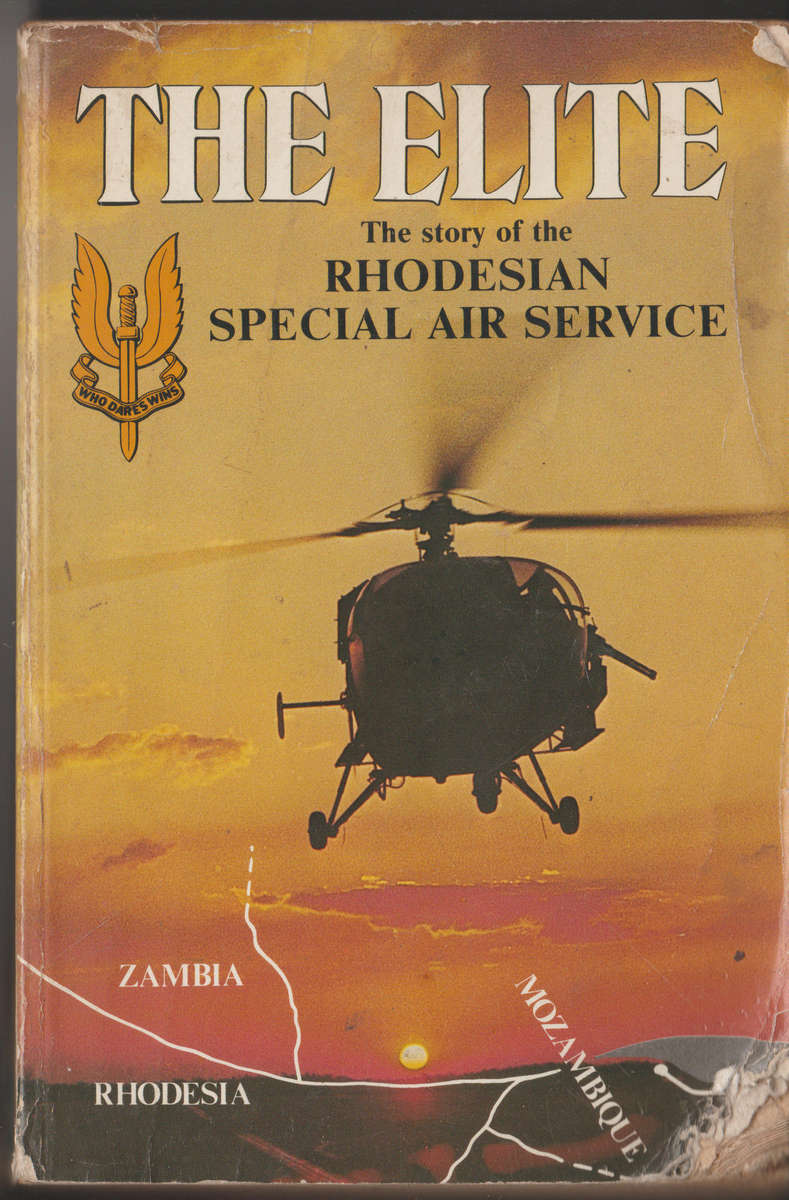 THE ELITE
The story of the
RHODESIAN
SPECIAL AIR SERVICE
WHO DARES WINS
ZAMBIA
MOZAMBIQUE
RHODESIA